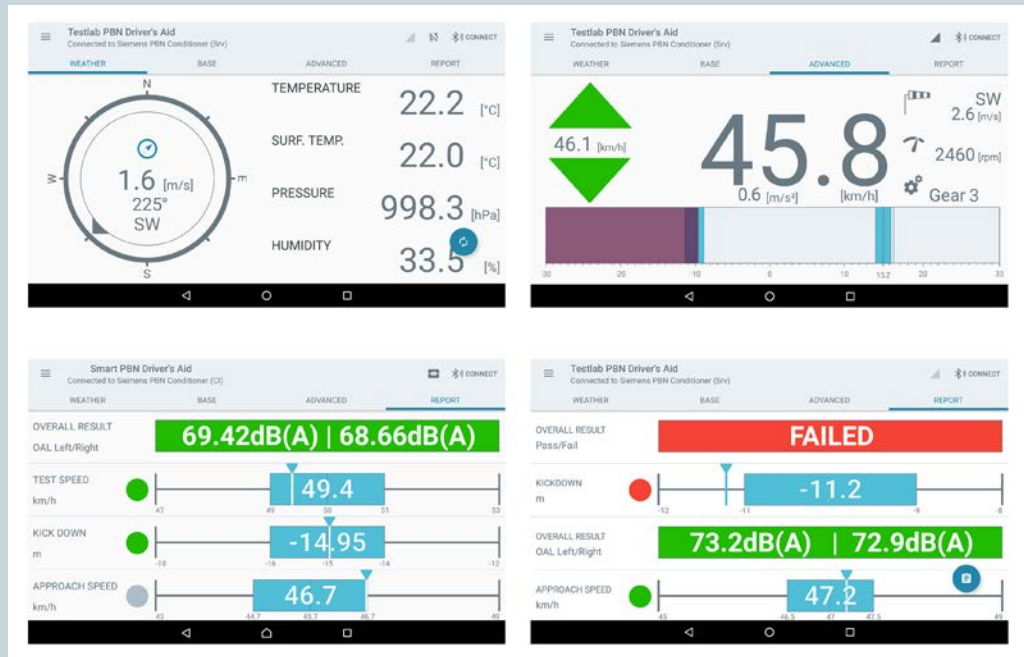 Testlab PBN Driver's Aid
Connected to Siemens PBN Conditioner (Srv)
CONNECT
WEATHER BASE ADVANCED REPORT
N
W
E
S
1.6 [m/s]
225°
SW
TEMPERATURE 22.2 [°C]
SURF. TEMP. 22.0 [°C]
PRESSURE 998.3 [hPa]
HUMIDITY 33.5 [%]
Testlab PBN Driver's Aid
Connected to Siemens PBN Conditioner (Srv)
CONNECT
WEATHER BASE ADVANCED REPORT
46.1 [km/h]
45.8
0.6 [m/s²] [km/h]
SW
2.6 [m/s]
2460 [rpm]
Gear 3
-30 -20 -10 0 10 15.2 20 30
Smart PBN Driver's Aid
Connected to Siemens PBN Conditioner (Cl)
CONNECT
WEATHER BASE ADVANCED REPORT
OVERALL RESULT
OAL Left/Right
69.42dB(A) | 68.66dB(A)
TEST SPEED
km/h
49.4
47 49 50 51 53
KICK DOWN
m
-14.95
-18 -16 -15 -14 -12
APPROACH SPEED
km/h
46.7
43 44.7 45.7 46.7 49
Testlab PBN Driver's Aid
Connected to Siemens PBN Conditioner (Srv)
CONNECT
WEATHER BASE ADVANCED REPORT
OVERALL RESULT
Pass/Fail
FAILED
KICKDOWN
m
-11.2
-12 -11 -9 -8
OVERALL RESULT
OAL Left/Right
73.2dB(A) | 72.9dB(A)
APPROACH SPEED
km/h
47.2
45 46.5 47 47.5 49